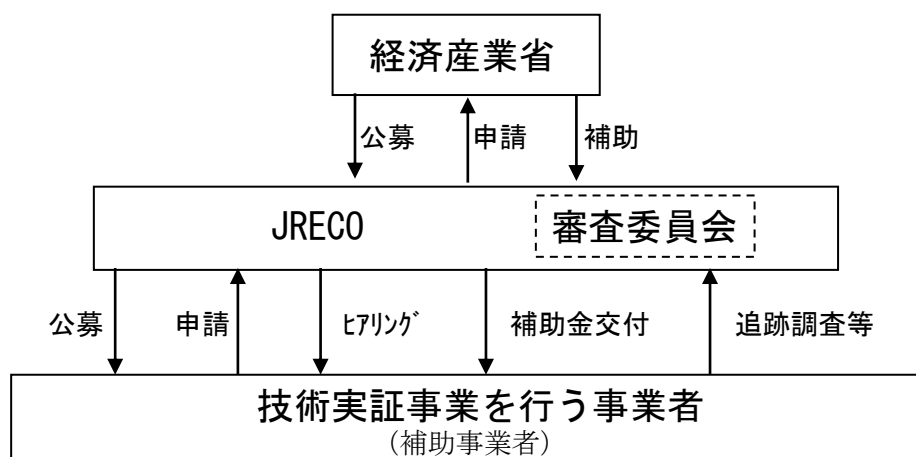 経済産業省
公募 申請 補助
JRECO 審査委員会
公募 申請 ﾋｱﾘﾝｸﾞ 補助金交付 追跡調査等
技術実証事業を行う事業者
(補助事業者)